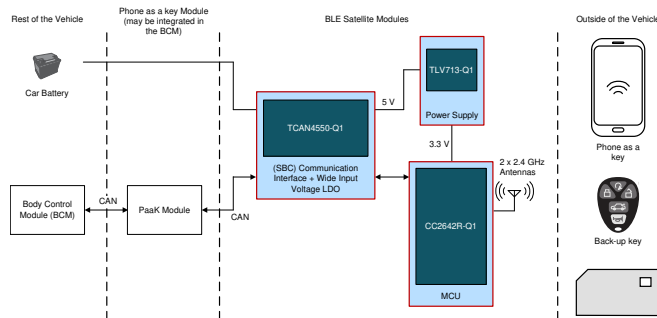 Rest of the Vehicle
Phone as a key Module
(may be integrated in
the BCM)
BLE Satellite Modules
Outside of the Vehicle
Car Battery
TCAN4550-Q1
(SBC) Communication
Interface + Wide Input
Voltage LDO
5 V
TLV713-Q1
Power Supply
3.3 V
2 x 2.4 GHz
Antennas
CC2642R-Q1
MCU
Body Control
Module (BCM)
CAN
PaaK Module
CAN
Phone as a
key
Back-up key